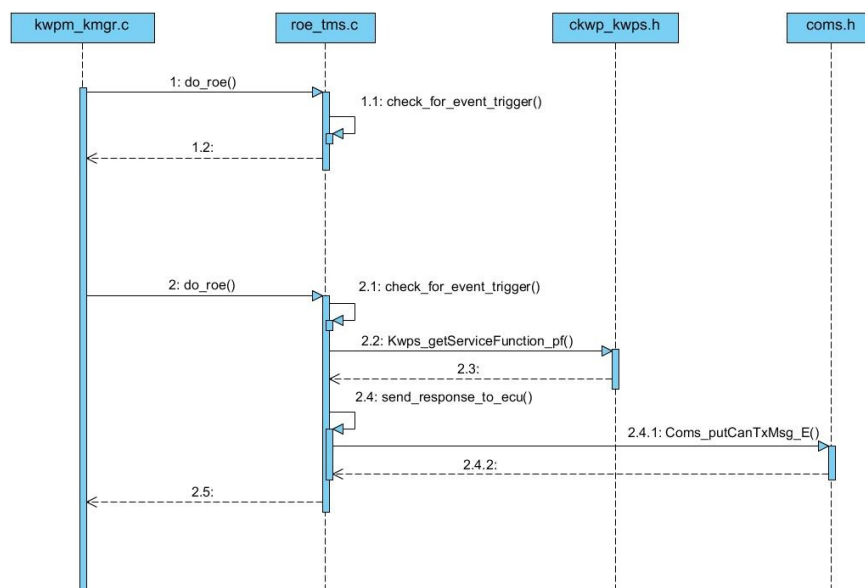 kwpm_kmgr.c
roe_tms.c
ckwp_kwps.h
coms.h
1: do_roe()
1.1: check_for_event_trigger()
1.2:
2: do_roe()
2.1: check_for_event_trigger()
2.2: Kwps_getServiceFunction_pf()
2.3:
2.4: send_response_to_ecu()
2.4.1: Coms_putCanTxMsg_E()
2.4.2:
2.5: